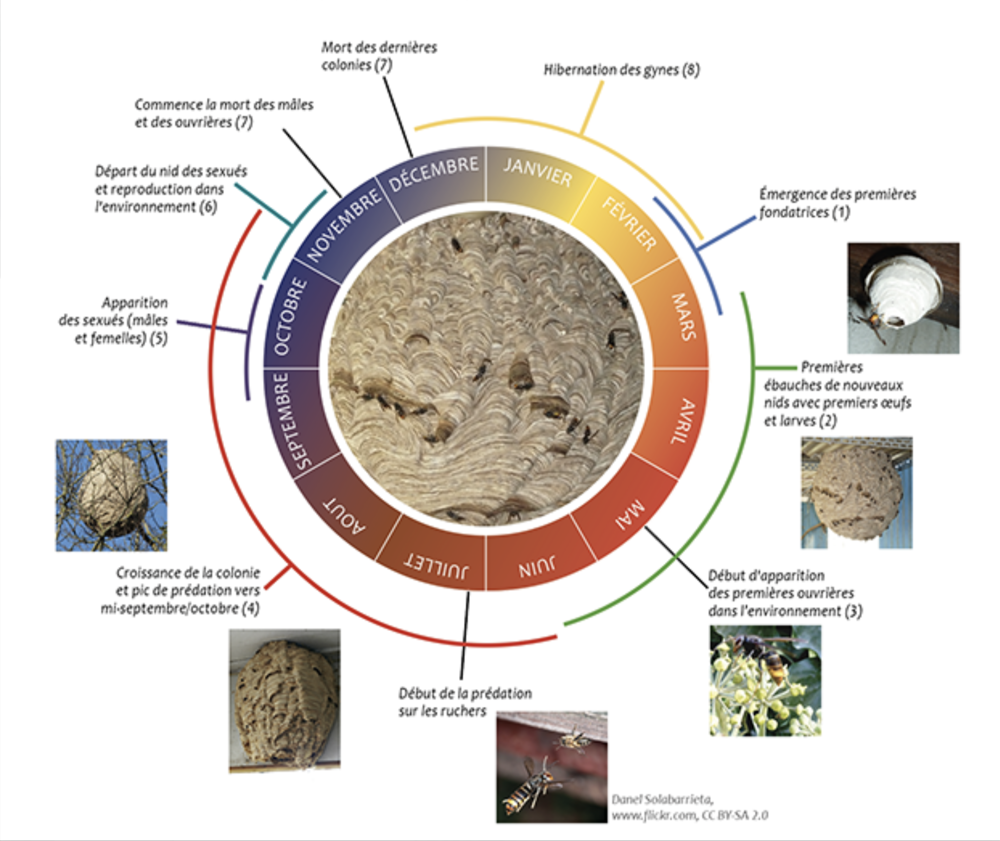 Mort des dernières
colonies (7)
Hibernation des gynes (8)
Commence la mort des mâles
et des ouvrières (7)
Départ du nid des sexués
et reproduction dans
l'environnement (6)
Émergence des premières
fondatrices (1)
Apparition
des sexués (mâles
et femelles) (5)
Premières
ébauches de nouveaux
nids avec premiers œufs
et larves (2)
JANVIER
FÉVRIER
MARS
AVRIL
MAI
JUIN
JUILLET
AOUT
SEPTEMBRE
OCTOBRE
NOVEMBRE
DÉCEMBRE
Croissance de la colonie
et pic de prédation vers
mi-septembre/octobre (4)
Début d'apparition
des premières ouvrières
dans l'environnement (3)
Début de la prédation
sur les ruchers
Danel Solabarrieta,
www.flickr.com, CC BY-SA 2.0